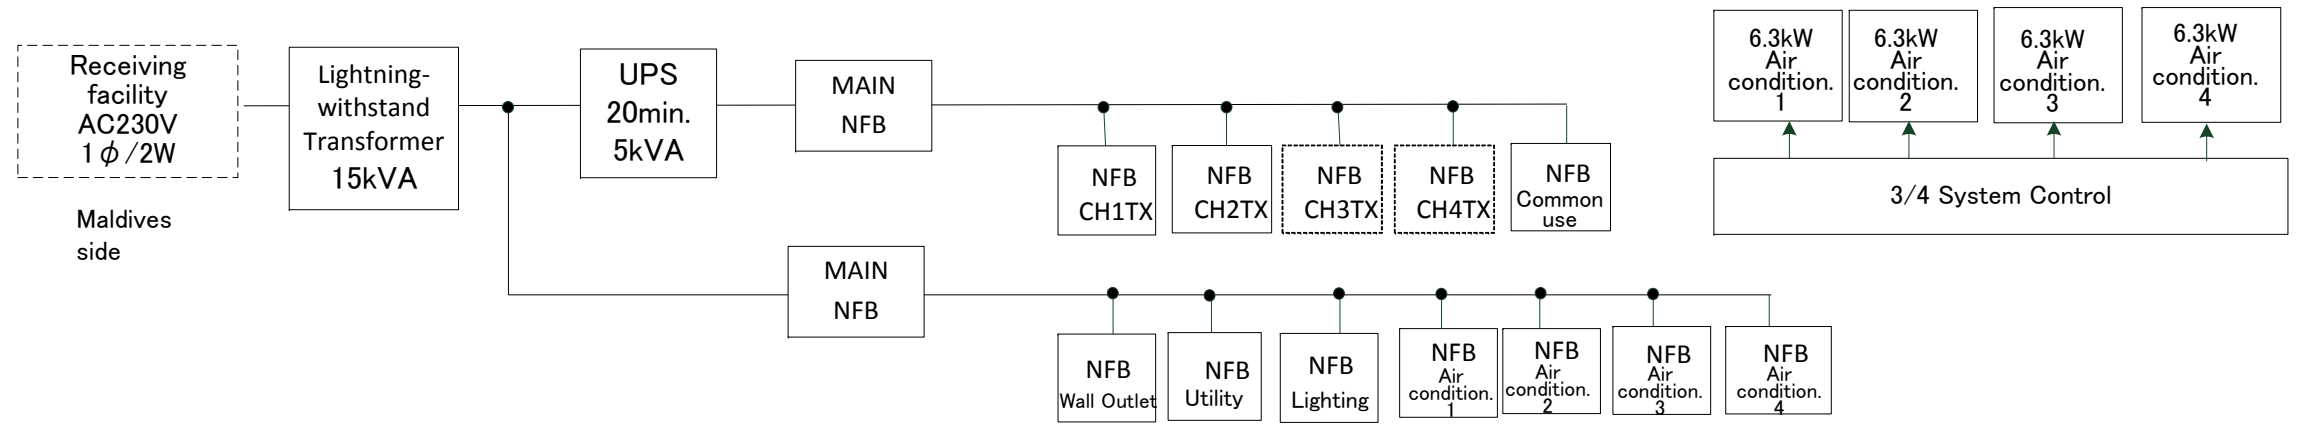 Receiving
facility
AC230V
1φ/2W
Maldives
side
Lightning-
withstand
Transformer
15kVA
UPS
20min.
5kVA
MAIN
NFB
NFB
CH1TX
NFB
CH2TX
NFB
CH3TX
NFB
CH4TX
NFB
Common
use
MAIN
NFB
NFB
Wall Outlet
NFB
Utility
NFB
Lighting
NFB
Air
condition.
1
NFB
Air
condition.
2
NFB
Air
condition.
3
NFB
Air
condition.
4
6.3kW
Air
condition.
1
6.3kW
Air
condition.
2
6.3kW
Air
condition.
3
6.3kW
Air
condition.
4
3/4 System Control